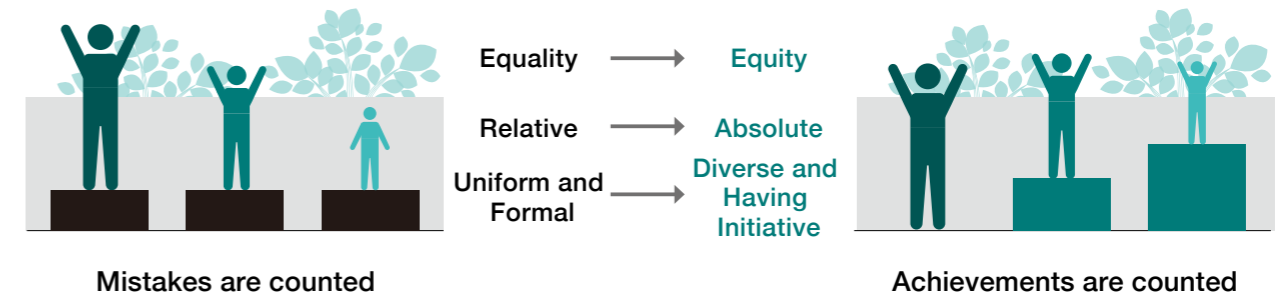 Equality
Equity
Relative
Absolute
Uniform and
Formal
Diverse and
Having
Initiative
Mistakes are counted
Achievements are counted